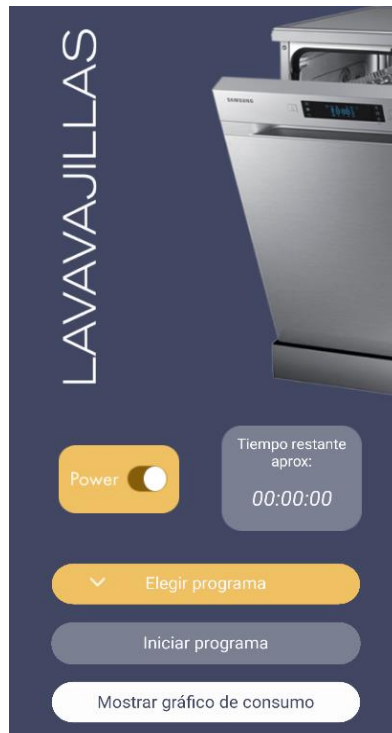 LAVAVAJILLAS
SAMSUNG
Power
Tiempo restante
aprox:
00:00:00
Elegir programa
Iniciar programa
Mostrar gráfico de consumo